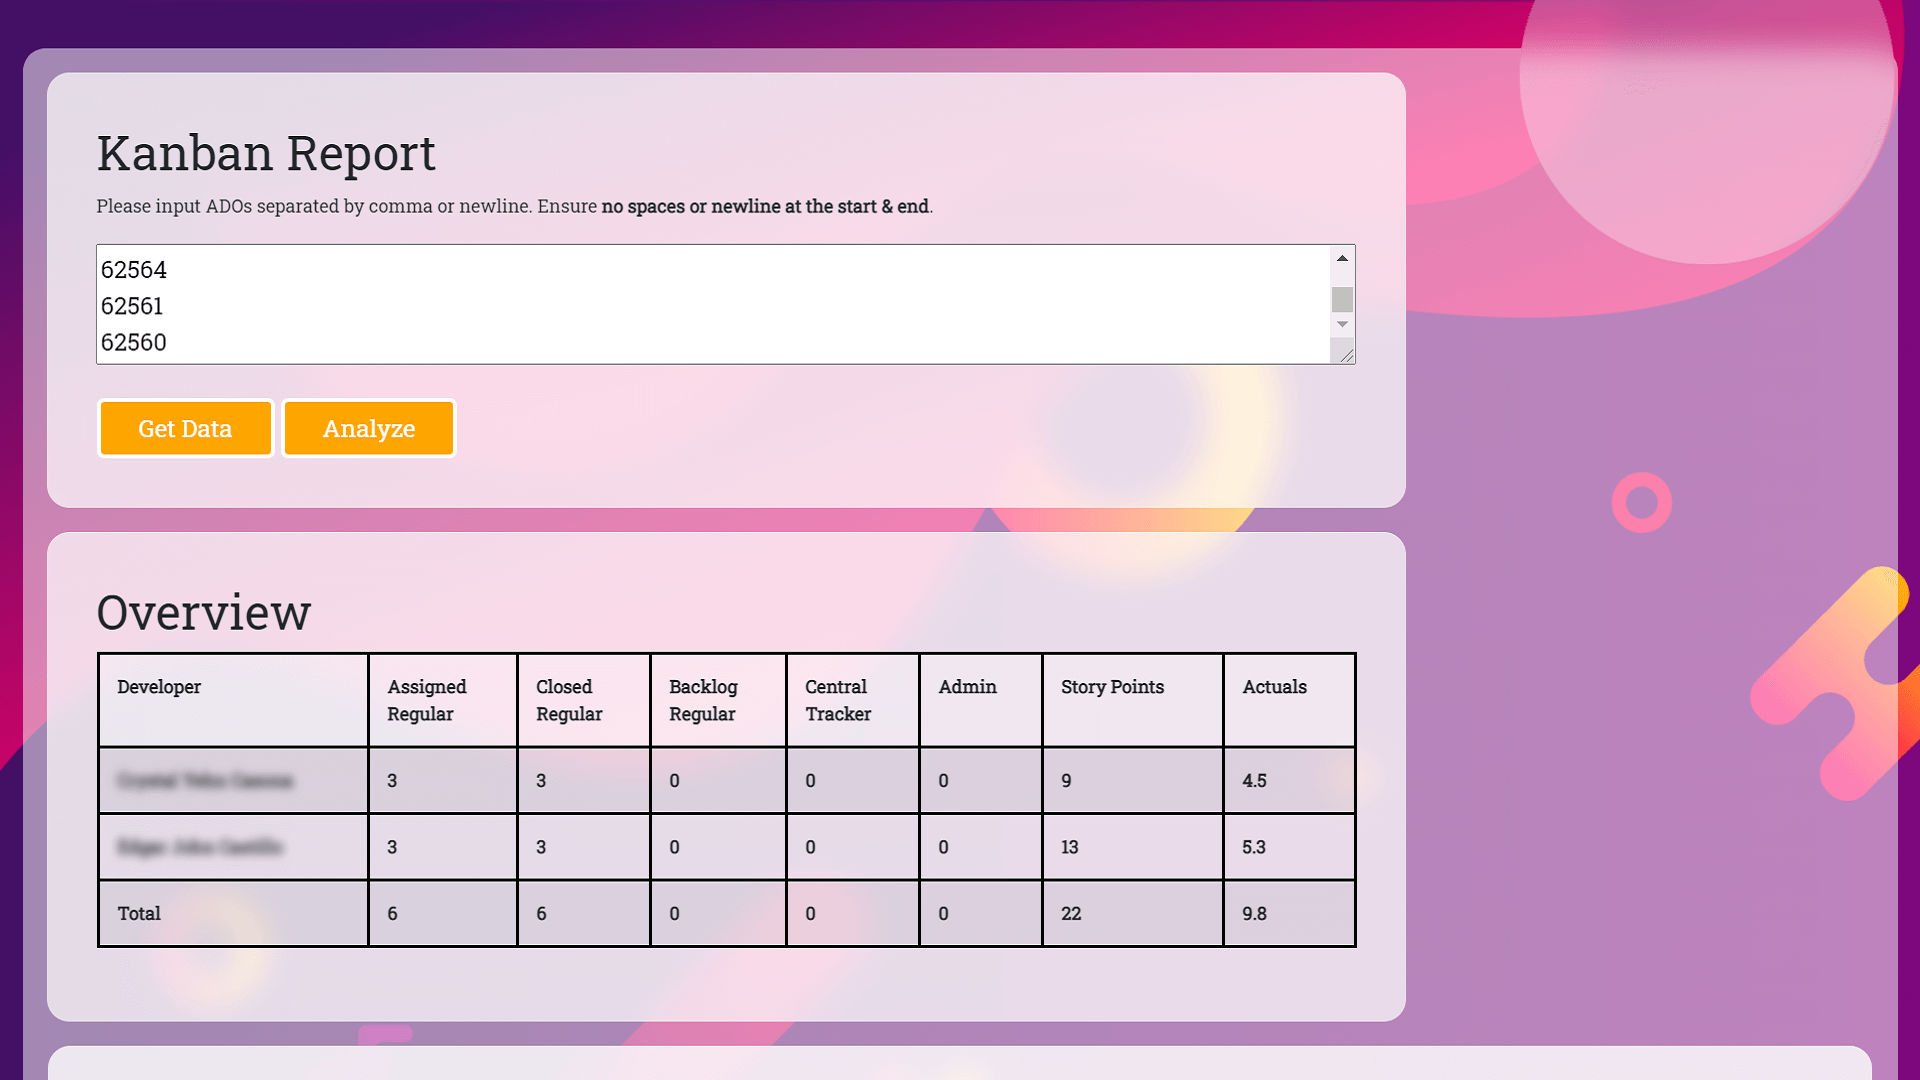 Kanban Report
Please input ADOs separated by comma or newline. Ensure no spaces or newline at the start & end.
62564
62561
62560
Get Data Analyze
Overview
Developer Assigned Regular Closed Regular Backlog Regular Central Tracker Admin Story Points Actuals
3 3 0 0 0 9 4.5
3 3 0 0 0 13 5.3
Total 6 6 0 0 0 22 9.8